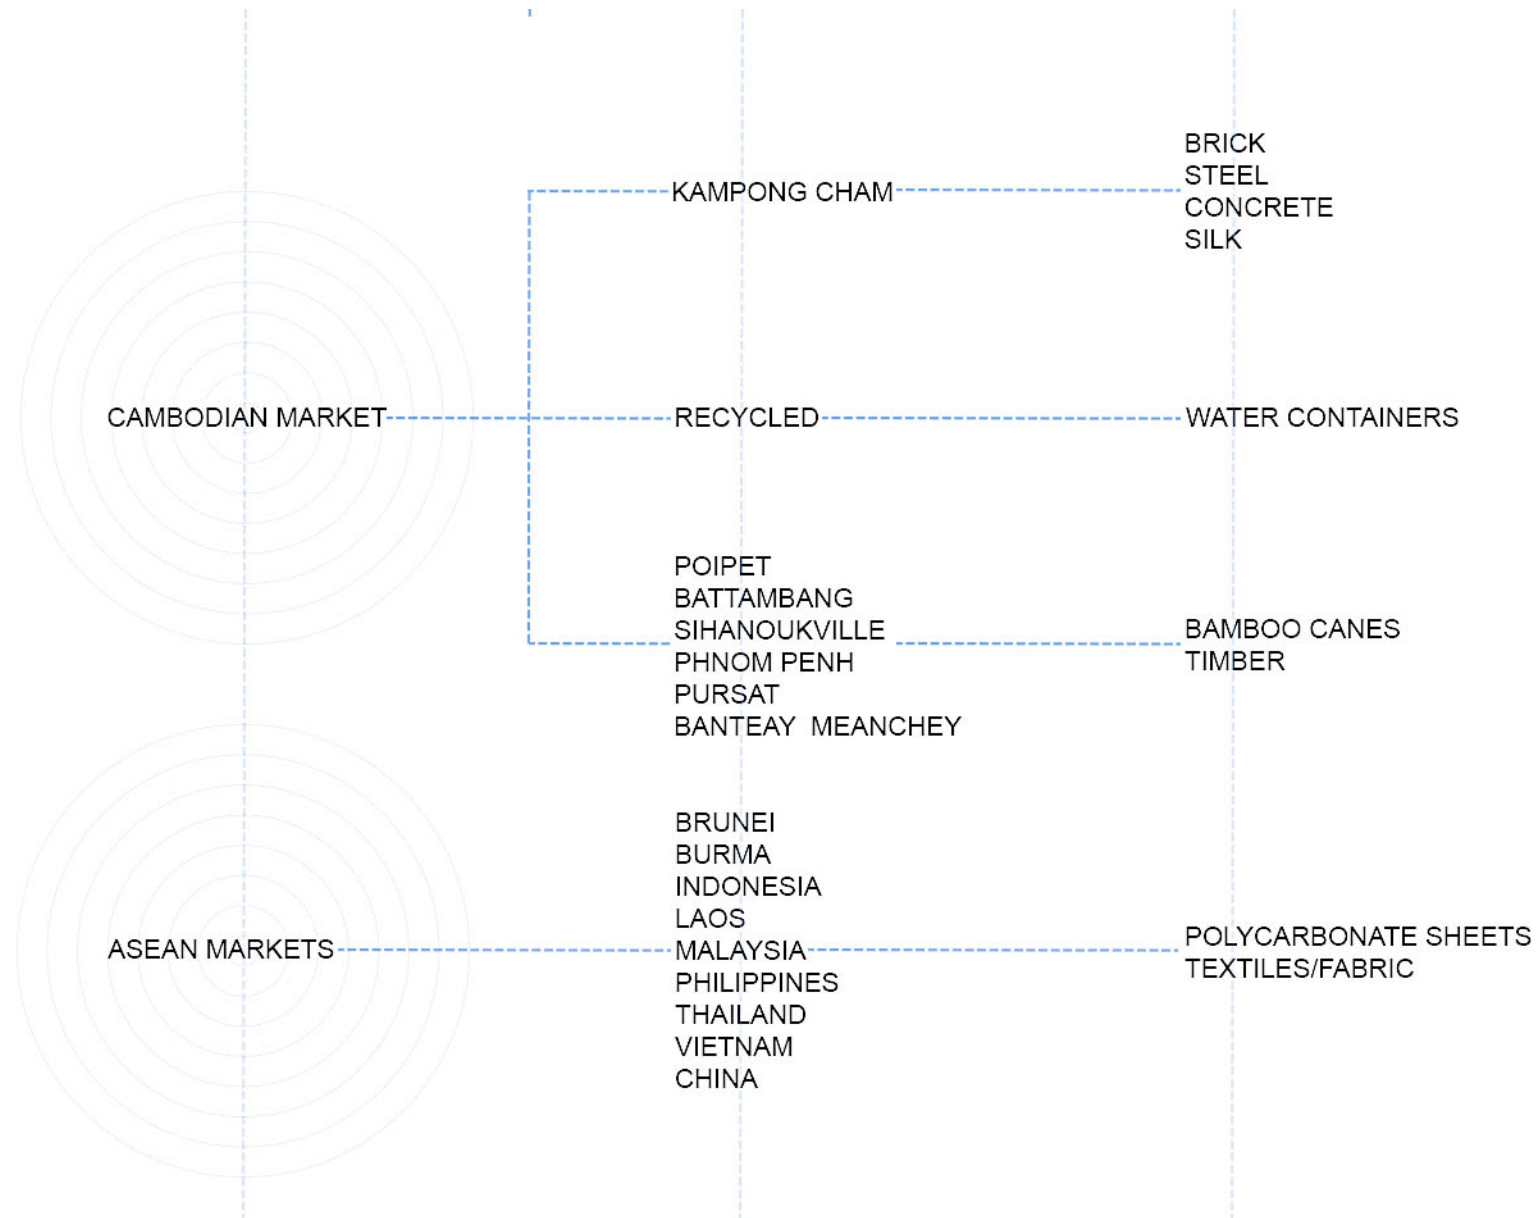 BRICK
STEEL
KAMPONG CHAM
CONCRETE
SILK
CAMBODIAN MARKET
RECYCLED
WATER CONTAINERS
POIPET
BATTAMBANG
SIHANOUKVILLE
PHNOM PENH
PURSAT
BANTEAY  MEANCHEY
BAMBOO CANES
TIMBER
ASEAN MARKETS
BRUNEI
BURMA
INDONESIA
LAOS
MALAYSIA
PHILIPPINES
THAILAND
VIETNAM
CHINA
POLYCARBONATE SHEETS
TEXTILES/FABRIC